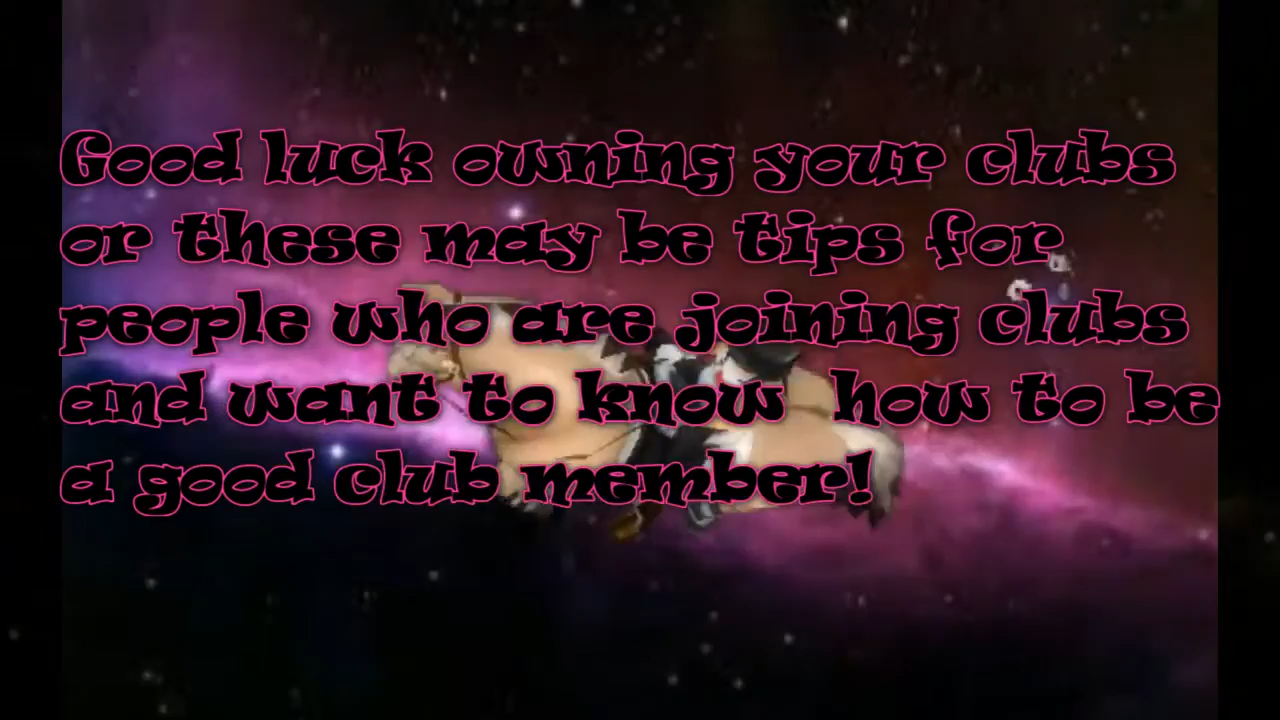 Good luck owning your clubs
or these may be tips for
people who are joining clubs
and want to know  how to be
a good club member!